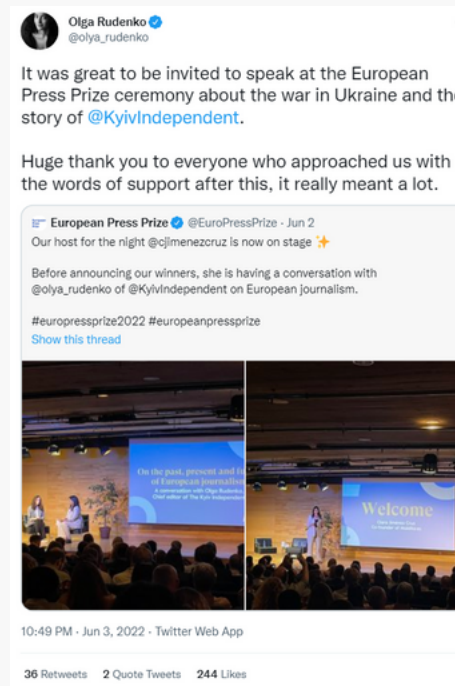 Olga Rudenko
@olya_rudenko
It was great to be invited to speak at the European
Press Prize ceremony about the war in Ukraine and the
story of @KyivIndependent.
Huge thank you to everyone who approached us with
the words of support after this, it really meant a lot.
European Press Prize @EuroPressPrize · Jun 2
Our host for the night @cjimenezcruz is now on stage ✨
Before announcing our winners, she is having a conversation with
@olya_rudenko of @KyivIndependent on European journalism.
#europressprize2022 #europeanpressprize
Show this thread
On the past, present and
of European journalism
A conversation with Olga Rudenko,
Chief editor of The Kyiv Independent
Welcome
10:49 PM · Jun 3, 2022 · Twitter Web App
36 Retweets 2 Quote Tweets 244 Likes